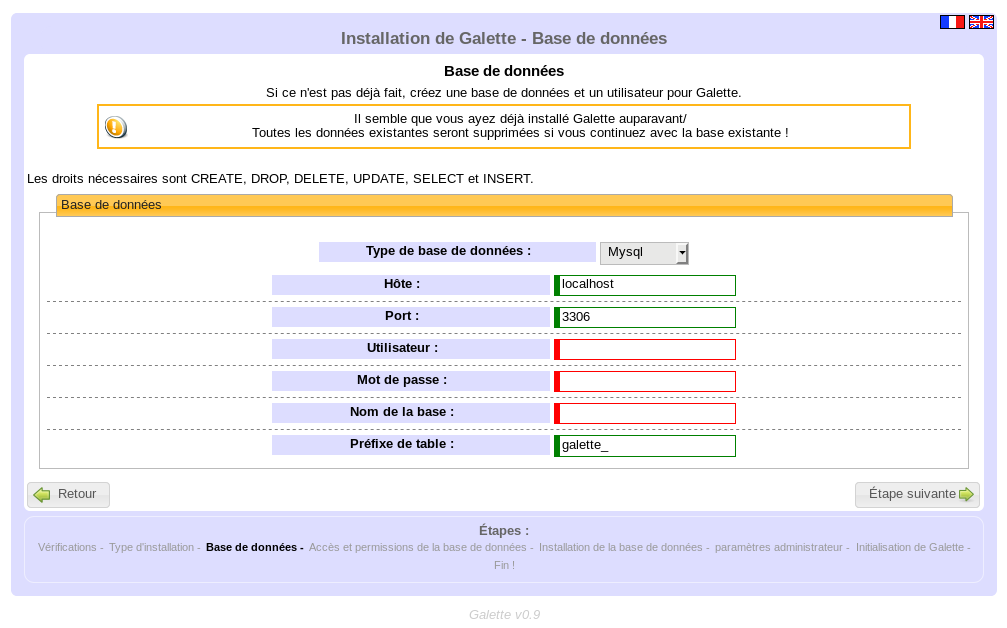 Installation de Galette - Base de données
Base de données
Si ce n'est pas déjà fait, créez une base de données et un utilisateur pour Galette.
Il semble que vous ayez déjà installé Galette auparavant/
Toutes les données existantes seront supprimées si vous continuez avec la base existante !
Les droits nécessaires sont CREATE, DROP, DELETE, UPDATE, SELECT et INSERT.
Base de données
Type de base de données : Mysql
Hôte : localhost
Port : 3306
Utilisateur :
Mot de passe :
Nom de la base :
Préfixe de table : galette_
Retour Étape suivante
Étapes :
Vérifications - Type d'installation - Base de données - Accès et permissions de la base de données - Installation de la base de données - paramètres administrateur - Initialisation de Galette -
Fin !
Galette v0.9